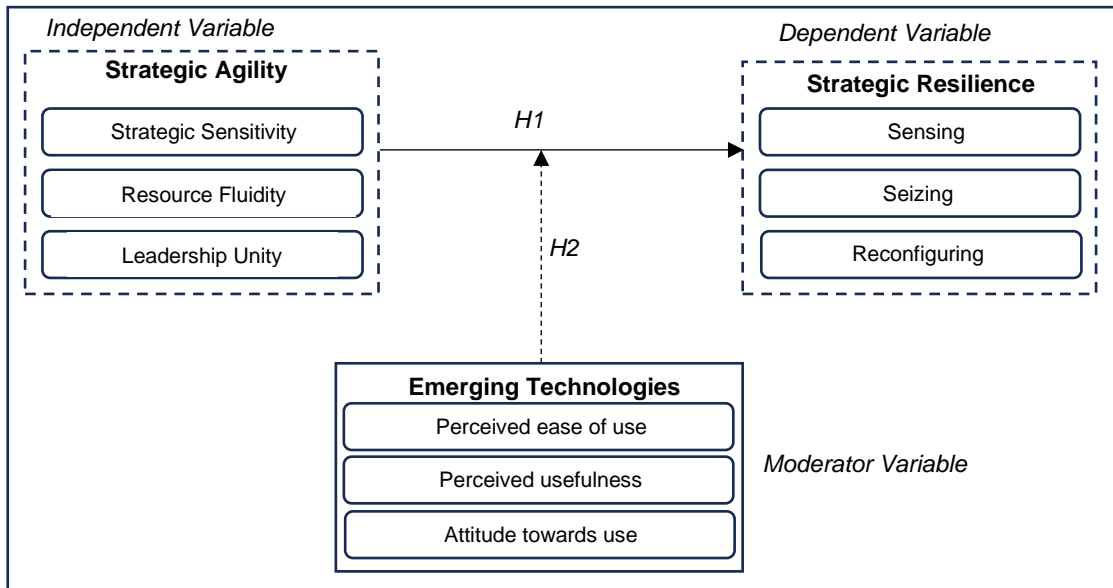 Independent Variable
Strategic Agility
Strategic Sensitivity
Resource Fluidity
Leadership Unity
H1
H2
Dependent Variable
Strategic Resilience
Sensing
Seizing
Reconfiguring
Emerging Technologies
Perceived ease of use
Perceived usefulness
Attitude towards use
Moderator Variable